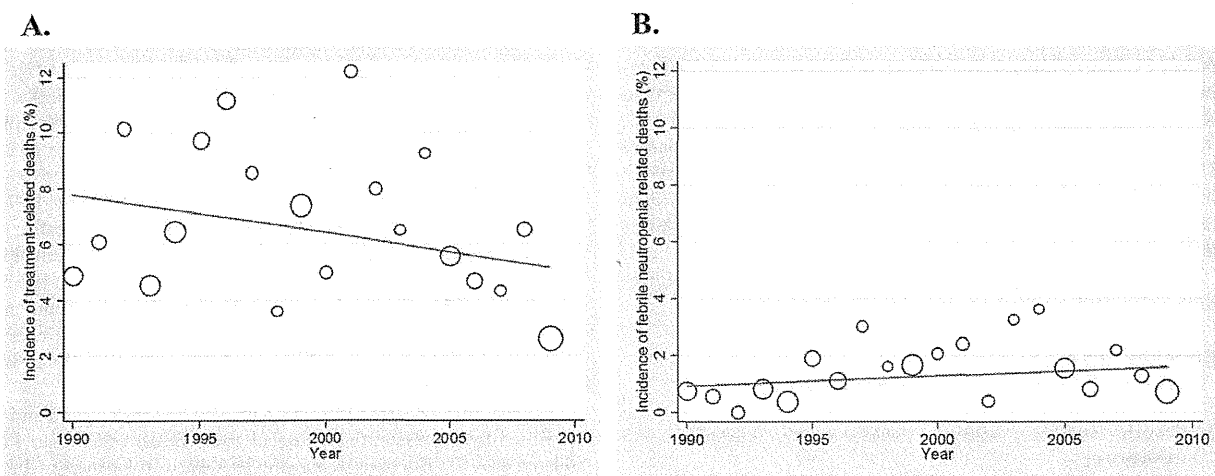 A.
Incidence of treatment-related deaths (%)
12
10
8
6
4
2
0
1990 1995 2000 2005 2010
Year
B.
Incidence of febrile neutropenia related deaths (%)
12
10
8
6
4
2
0
1990 1995 2000 2005 2010
Year